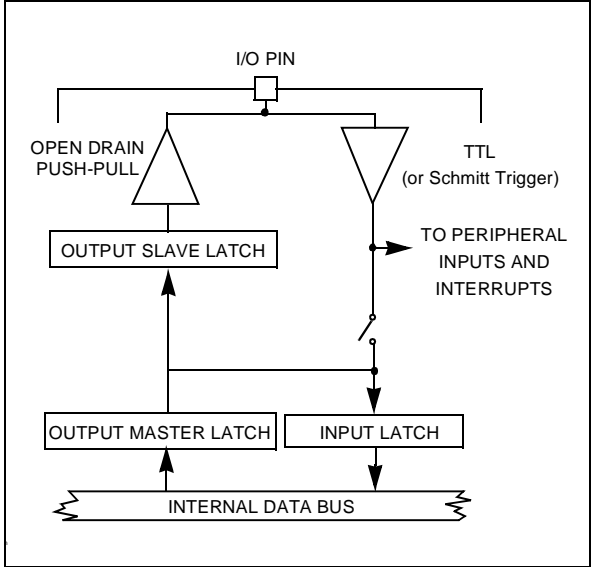 I/O PIN
OPEN DRAIN
PUSH-PULL
TTL
(or Schmitt Trigger)
OUTPUT SLAVE LATCH
TO PERIPHERAL
INPUTS AND
INTERRUPTS
OUTPUT MASTER LATCH
INPUT LATCH
INTERNAL DATA BUS